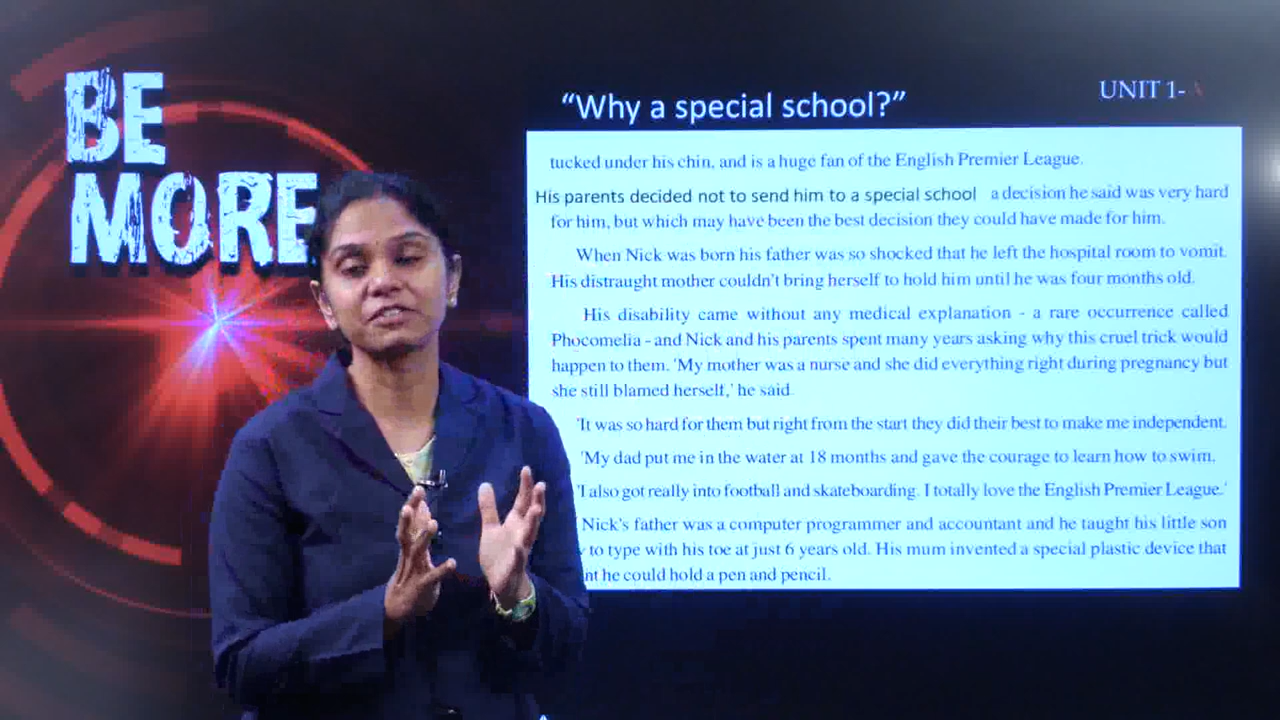 BE
MORE
“Why a special school?”
UNIT 1-
tucked under his chin, and is a huge fan of the English Premier League.
His parents decided not to send him to a special school a decision he said was very hard
for him, but which may have been the best decision they could have made for him.
When Nick was born his father was so shocked that he left the hospital room to vomit.
His distraught mother couldn't bring herself to hold him until he was four months old.
His disability came without any medical explanation - a rare occurrence called
Phocomelia - and Nick and his parents spent many years asking why this cruel trick would
happen to them. 'My mother was a nurse and she did everything right during pregnancy but
she still blamed herself,' he said.
'It was so hard for them but right from the start they did their best to make me independent.
'My dad put me in the water at 18 months and gave the courage to learn how to swim.
'I also got really into football and skateboarding. I totally love the English Premier League.'
Nick's father was a computer programmer and accountant and he taught his little son
to type with his toe at just 6 years old. His mum invented a special plastic device that
he could hold a pen and pencil.